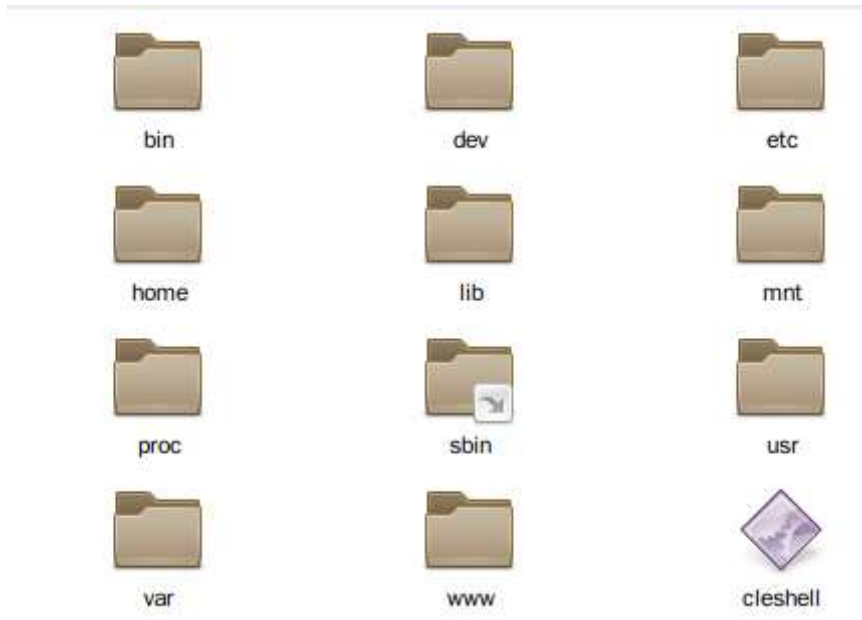 bin dev etc
home lib mnt
proc sbin usr
var www cleshell